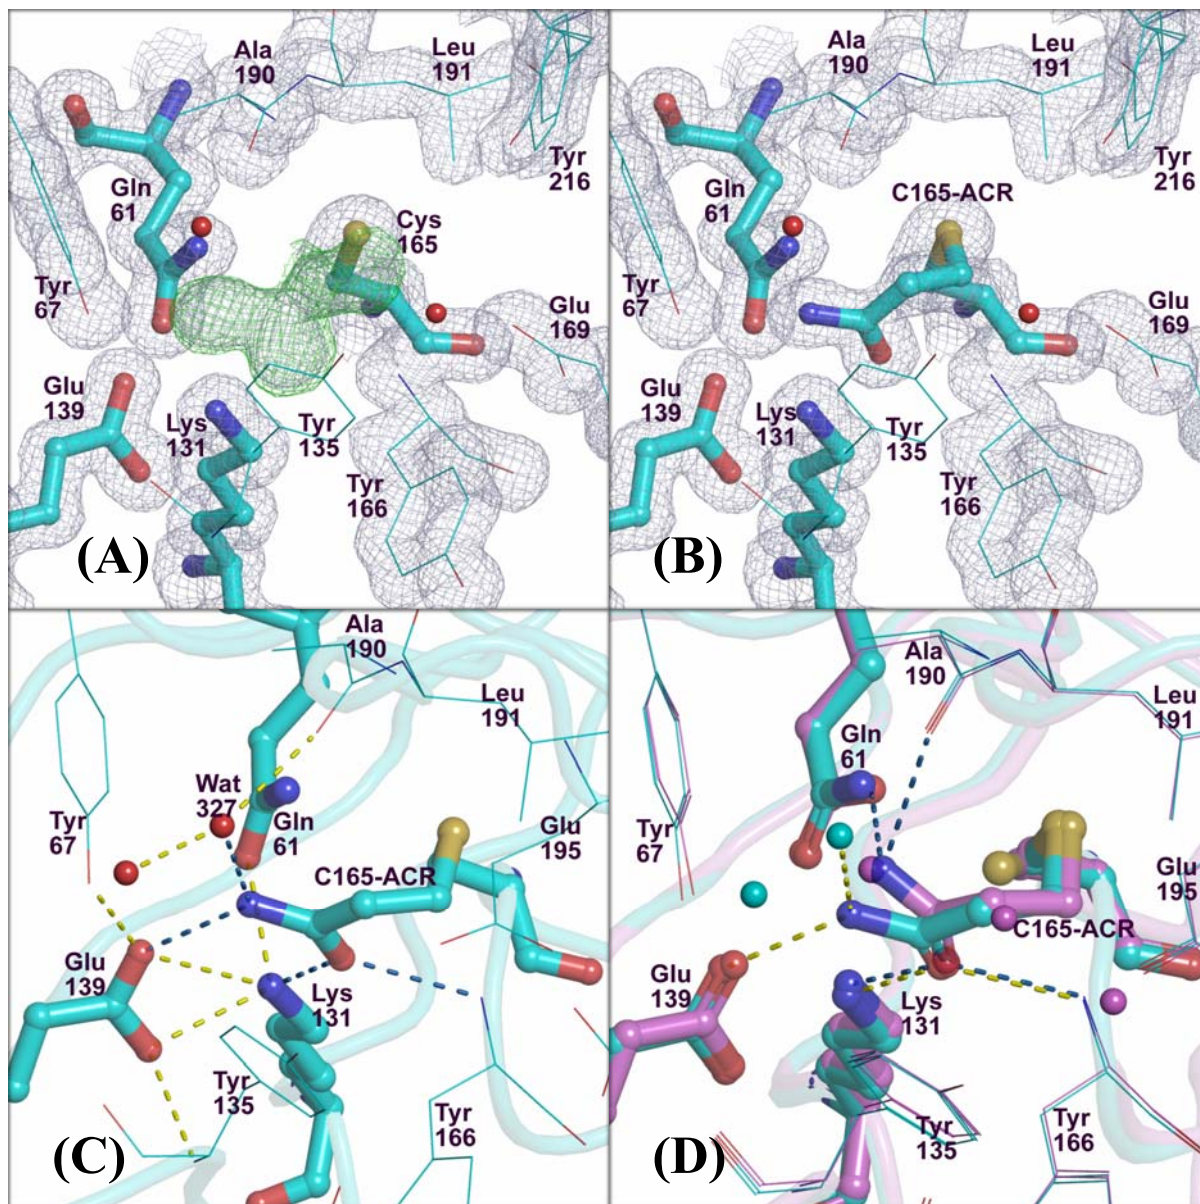 Ala
190
Leu
191
Gln
61
Tyr
216
Cys
165
Tyr
67
Glu
169
Glu
139
Lys
131
Tyr
135
Tyr
166
(A)
Ala
190
Leu
191
Gln
61
Tyr
216
C165-ACR
Tyr
67
Glu
169
Glu
139
Lys
131
Tyr
135
Tyr
166
(B)
Ala
190
Leu
191
Wat
327
Tyr
67
Gln
61
Glu
195
C165-ACR
Glu
139
Lys
131
Tyr
135
Tyr
166
(C)
Ala
190
Leu
191
Gln
61
Tyr
67
Glu
195
C165-ACR
Glu
139
Lys
131
Tyr
135
Tyr
166
(D)